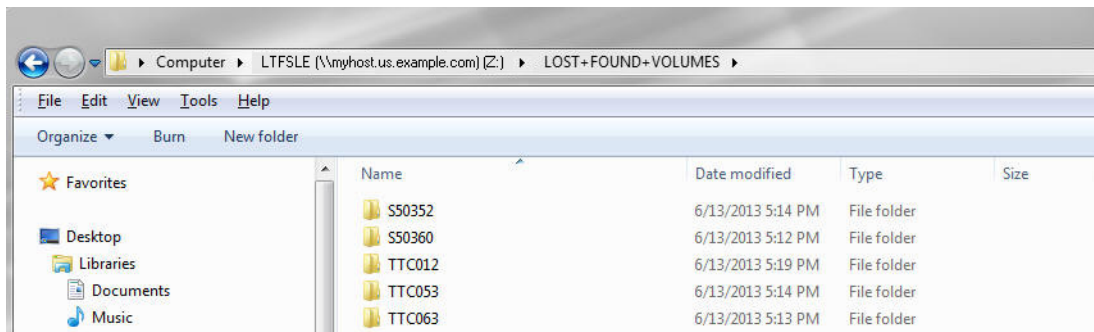 Computer LTFSLE (\\myhost.us.example.com) (Z:) LOST+FOUND+VOLUMES
File Edit View Tools Help
Organize Burn New folder
Favorites
Desktop
Libraries
Documents
Music
Name Date modified Type Size
S50352 6/13/2013 5:14 PM File folder
S50360 6/13/2013 5:12 PM File folder
TTC012 6/13/2013 5:19 PM File folder
TTC053 6/13/2013 5:14 PM File folder
TTC063 6/13/2013 5:13 PM File folder